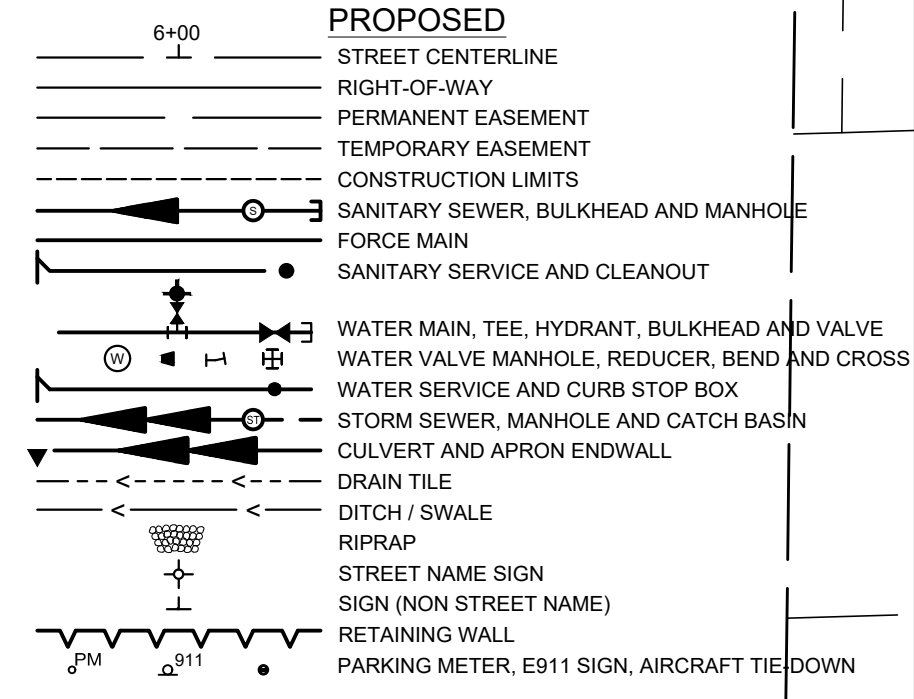 PROPOSED
6+00
STREET CENTERLINE
RIGHT-OF-WAY
PERMANENT EASEMENT
TEMPORARY EASEMENT
CONSTRUCTION LIMITS
S SANITARY SEWER, BULKHEAD AND MANHOLE
FORCE MAIN
SANITARY SERVICE AND CLEANOUT
WATER MAIN, TEE, HYDRANT, BULKHEAD AND VALVE
W WATER VALVE MANHOLE, REDUCER, BEND AND CROSS
WATER SERVICE AND CURB STOP BOX
ST STORM SEWER, MANHOLE AND CATCH BASIN
CULVERT AND APRON ENDWALL
DRAIN TILE
DITCH / SWALE
RIPRAP
STREET NAME SIGN
SIGN (NON STREET NAME)
RETAINING WALL
PM 911 PARKING METER, E911 SIGN, AIRCRAFT TIE-DOWN